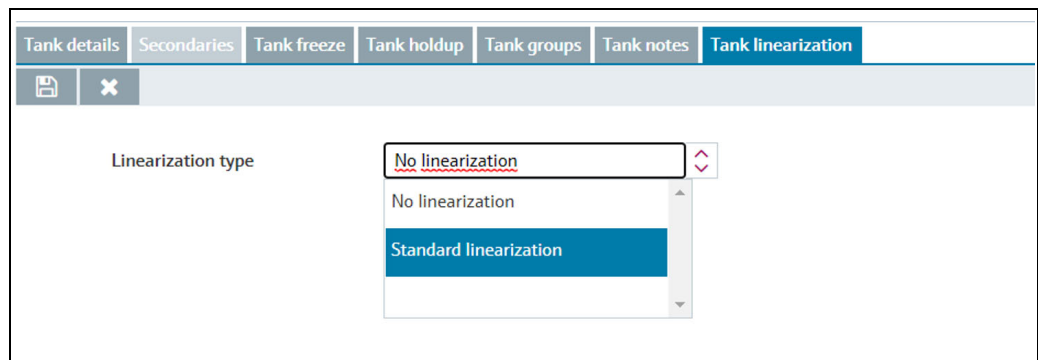 Tank details Secondaries Tank freeze Tank holdup Tank groups Tank notes Tank linearization
Linearization type No linearization
No linearization
Standard linearization